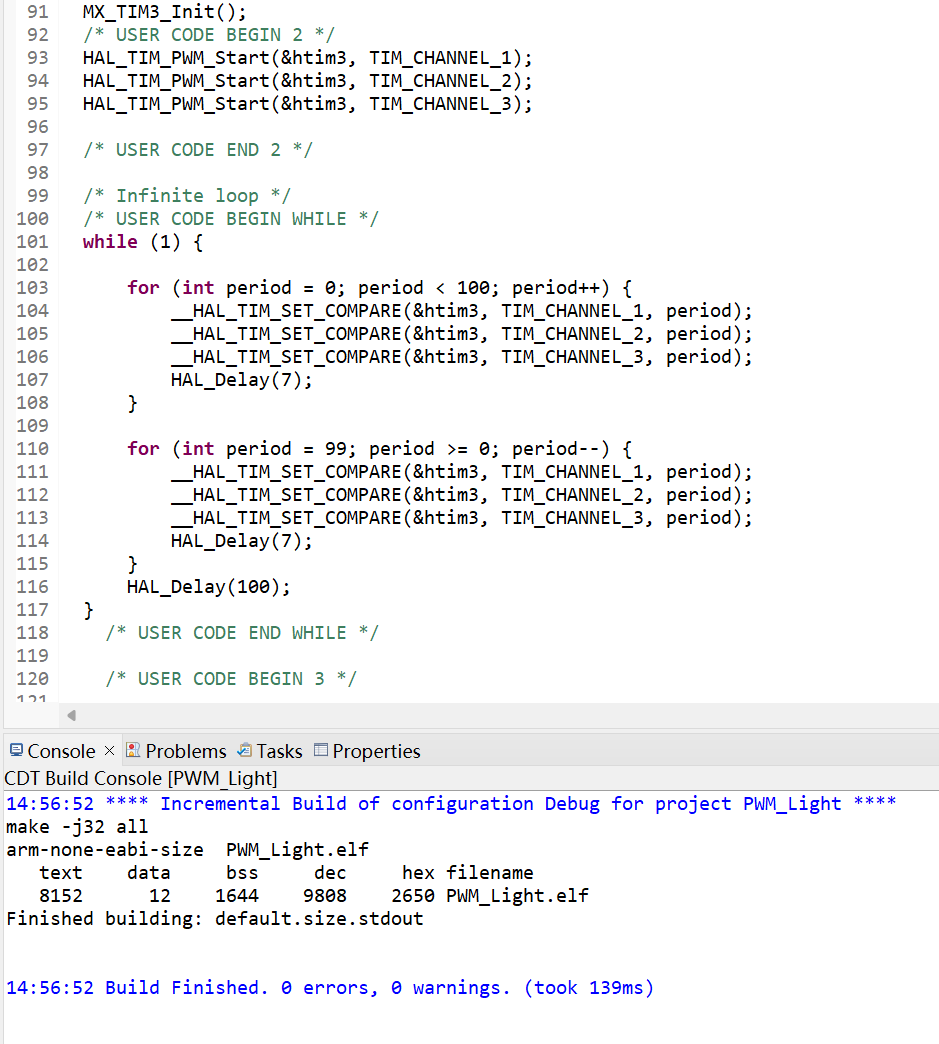 91 MX_TIM3_Init();
92 /* USER CODE BEGIN 2 */
93 HAL_TIM_PWM_Start(&htim3, TIM_CHANNEL_1);
94 HAL_TIM_PWM_Start(&htim3, TIM_CHANNEL_2);
95 HAL_TIM_PWM_Start(&htim3, TIM_CHANNEL_3);
96
97 /* USER CODE END 2 */
98
99 /* Infinite loop */
100 /* USER CODE BEGIN WHILE */
101 while (1) {
102
103 for (int period = 0; period < 100; period++) {
104 __HAL_TIM_SET_COMPARE(&htim3, TIM_CHANNEL_1, period);
105 __HAL_TIM_SET_COMPARE(&htim3, TIM_CHANNEL_2, period);
106 __HAL_TIM_SET_COMPARE(&htim3, TIM_CHANNEL_3, period);
107 HAL_Delay(7);
108 }
109
110 for (int period = 99; period >= 0; period--) {
111 __HAL_TIM_SET_COMPARE(&htim3, TIM_CHANNEL_1, period);
112 __HAL_TIM_SET_COMPARE(&htim3, TIM_CHANNEL_2, period);
113 __HAL_TIM_SET_COMPARE(&htim3, TIM_CHANNEL_3, period);
114 HAL_Delay(7);
115 }
116 HAL_Delay(100);
117 }
118 /* USER CODE END WHILE */
119
120 /* USER CODE BEGIN 3 */
121
Console × Problems Tasks Properties
CDT Build Console [PWM_Light]
14:56:52 **** Incremental Build of configuration Debug for project PWM_Light ****
make -j32 all
arm-none-eabi-size PWM_Light.elf
text data bss dec hex filename
8152 12 1644 9808 2650 PWM_Light.elf
Finished building: default.size.stdout
14:56:52 Build Finished. 0 errors, 0 warnings. (took 139ms)